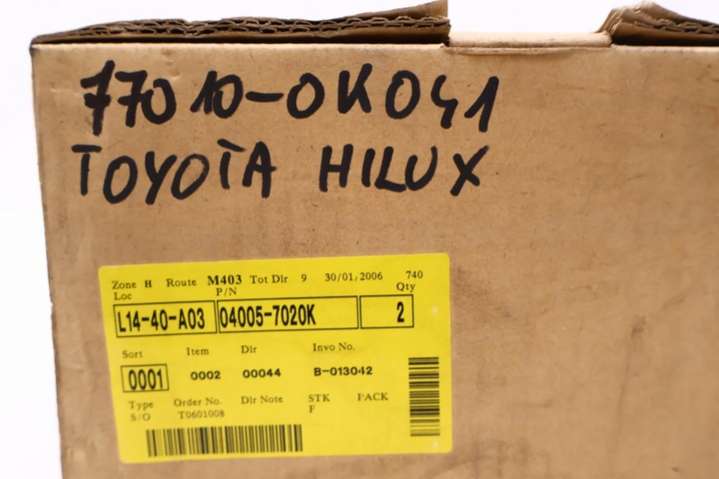 77010-0K041
TOYOTA HILUX
Zone H Route M403 Tot Dlr 9 30/01/2006 740
Loc P/N Qty
L14-40-A03 04005-7020K 2
Sort Item Dlr Invo No.
0001 0002 00044 B-013042
Type Order No. Dlr Note STK PACK
S/O T0601008 F